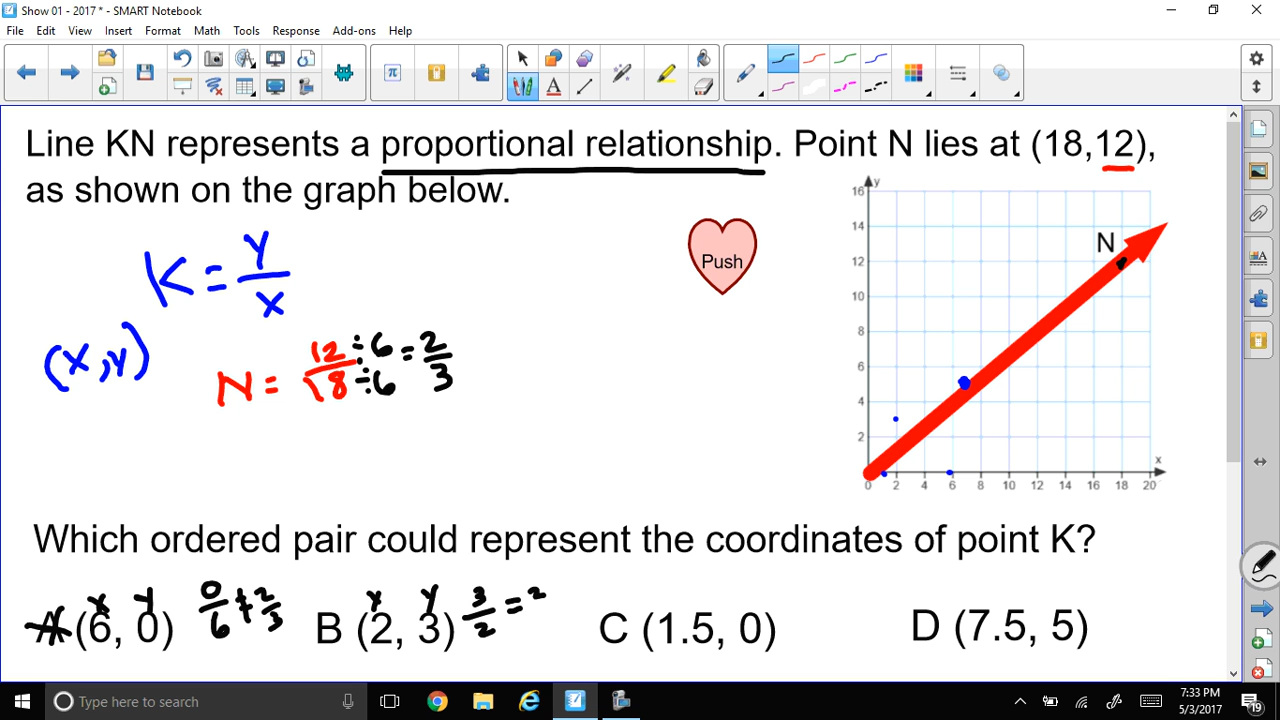 Show 01 - 2017 * - SMART Notebook
File Edit View Insert Format Math Tools Response Add-ons Help
Line KN represents a proportional relationship. Point N lies at (18,12),
as shown on the graph below.
K = y/x
(x,y)
N = 12/18 ÷6/÷6 = 2/3
Push
y
16
14
12
10
8
6
4
2
N
x
0 2 4 6 8 10 12 14 16 18 20
Which ordered pair could represent the coordinates of point K?
x y 0/6 ≠ 2/3 x y 3/2 = 2
A (6, 0) B (2, 3) C (1.5, 0) D (7.5, 5)
Type here to search
7:33 PM
5/3/2017
19